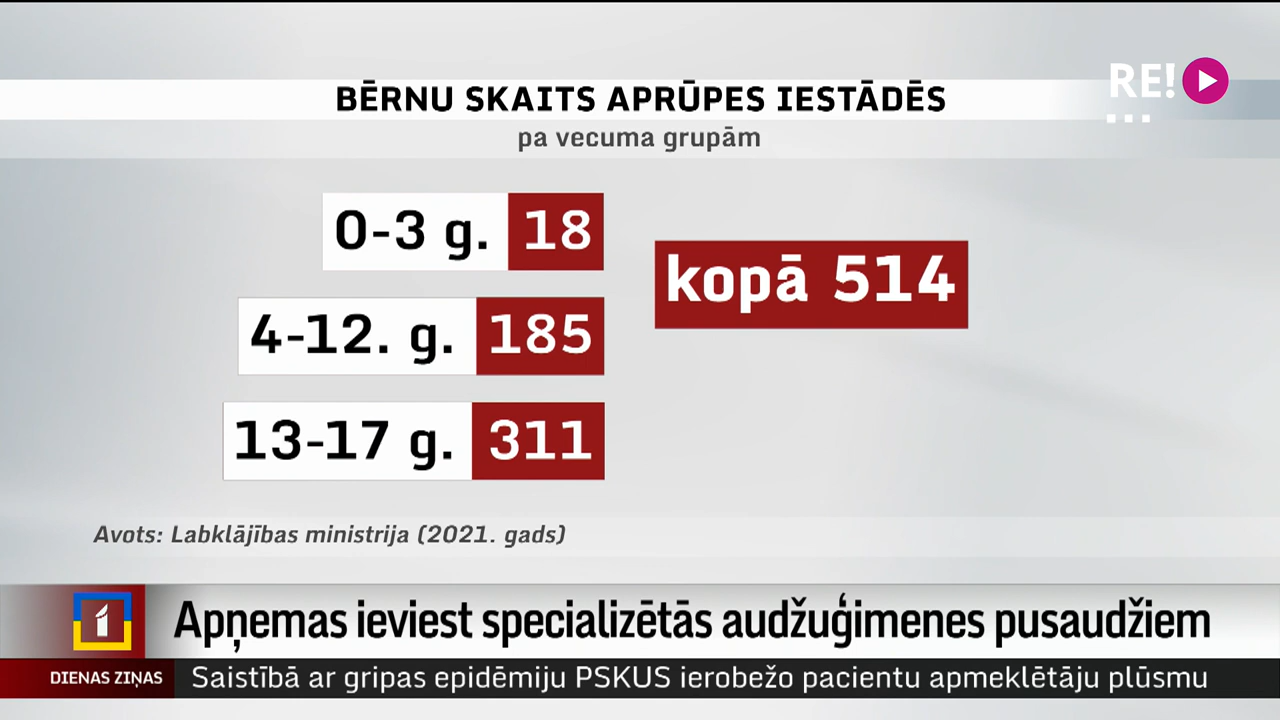 BĒRNU SKAITS APRŪPES IESTĀDĒS
pa vecuma grupām
RE!
0-3 g. 18
4-12. g. 185
13-17 g. 311
kopā 514
Avots: Labklājības ministrija (2021. gads)
1 Apņemas ieviest specializētās audžuģimenes pusaudžiem
DIENAS ZIŅAS Saistībā ar gripas epidēmiju PSKUS ierobežo pacientu apmeklētāju plūsmu